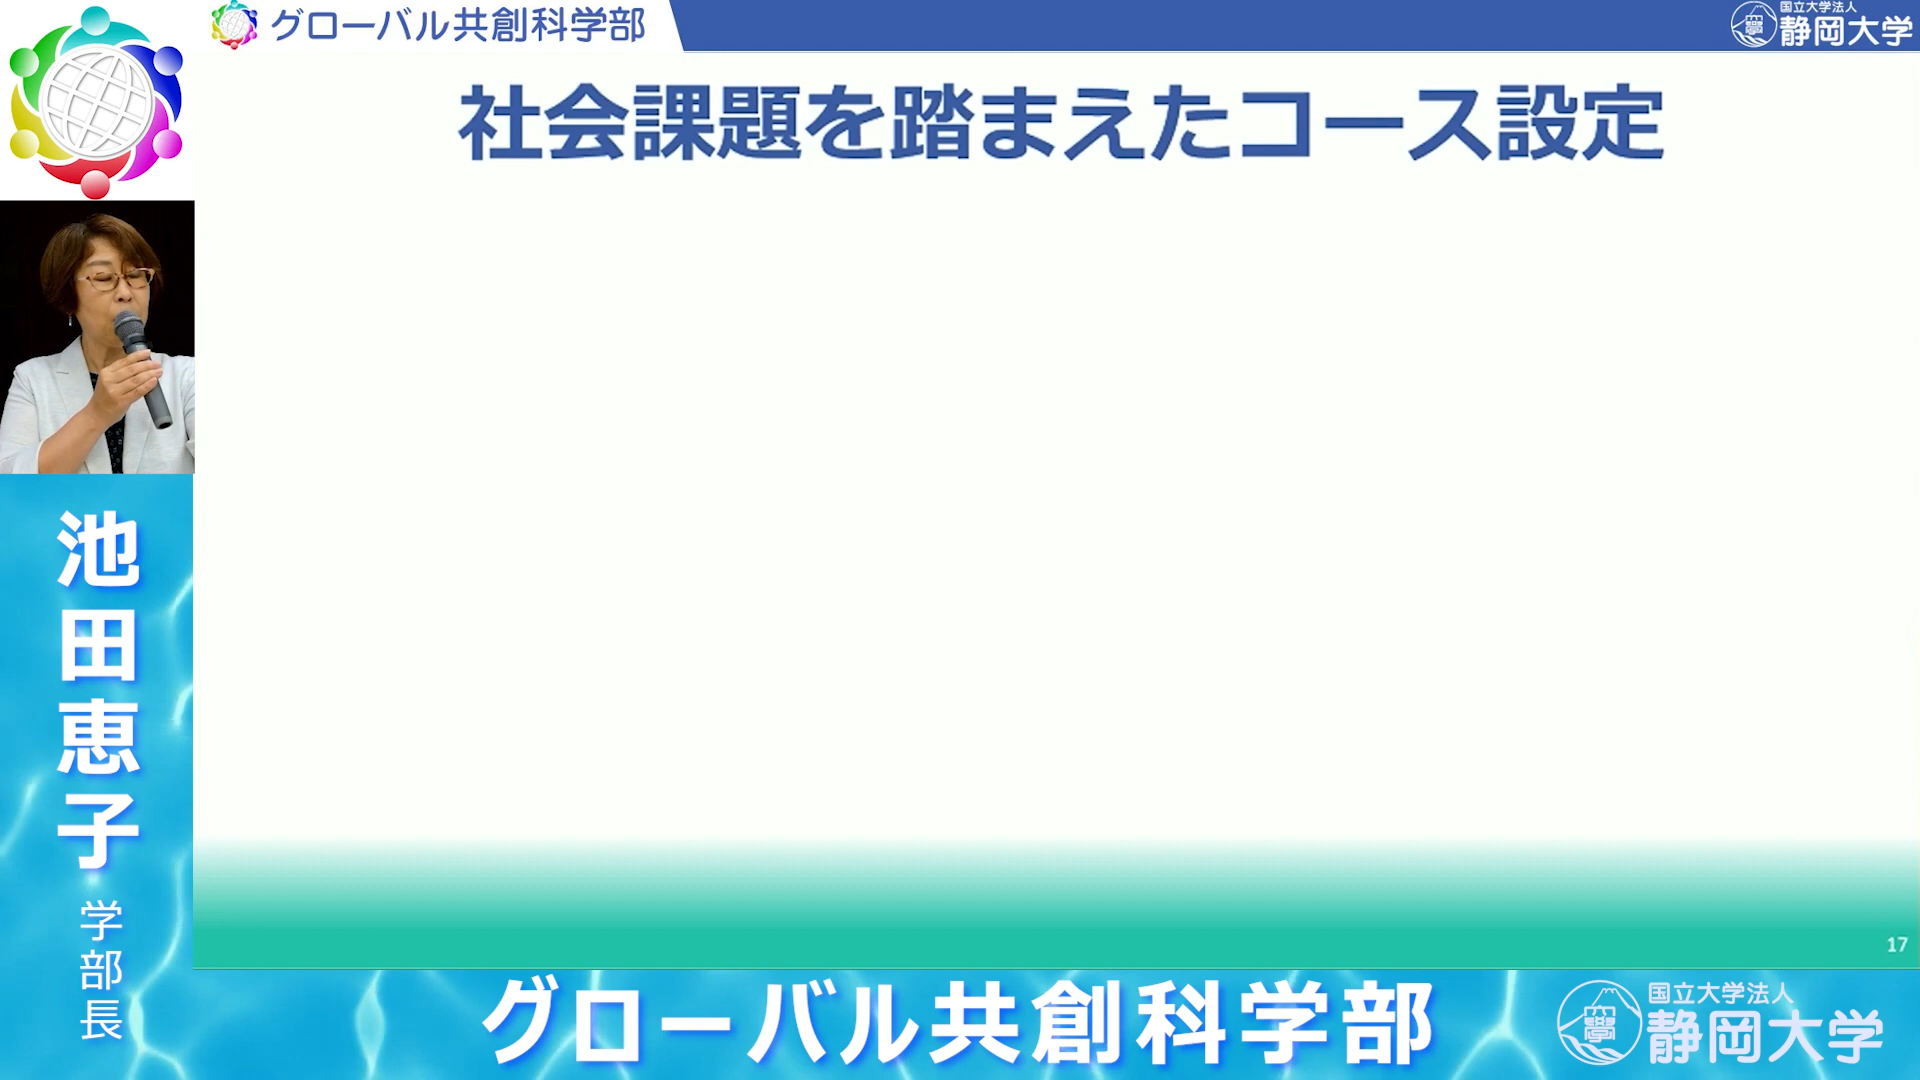 グローバル共創科学部
国立大学法人
静岡大学
社会課題を踏まえたコース設定
池田恵子
学部長
17
グローバル共創科学部
国立大学法人
静岡大学